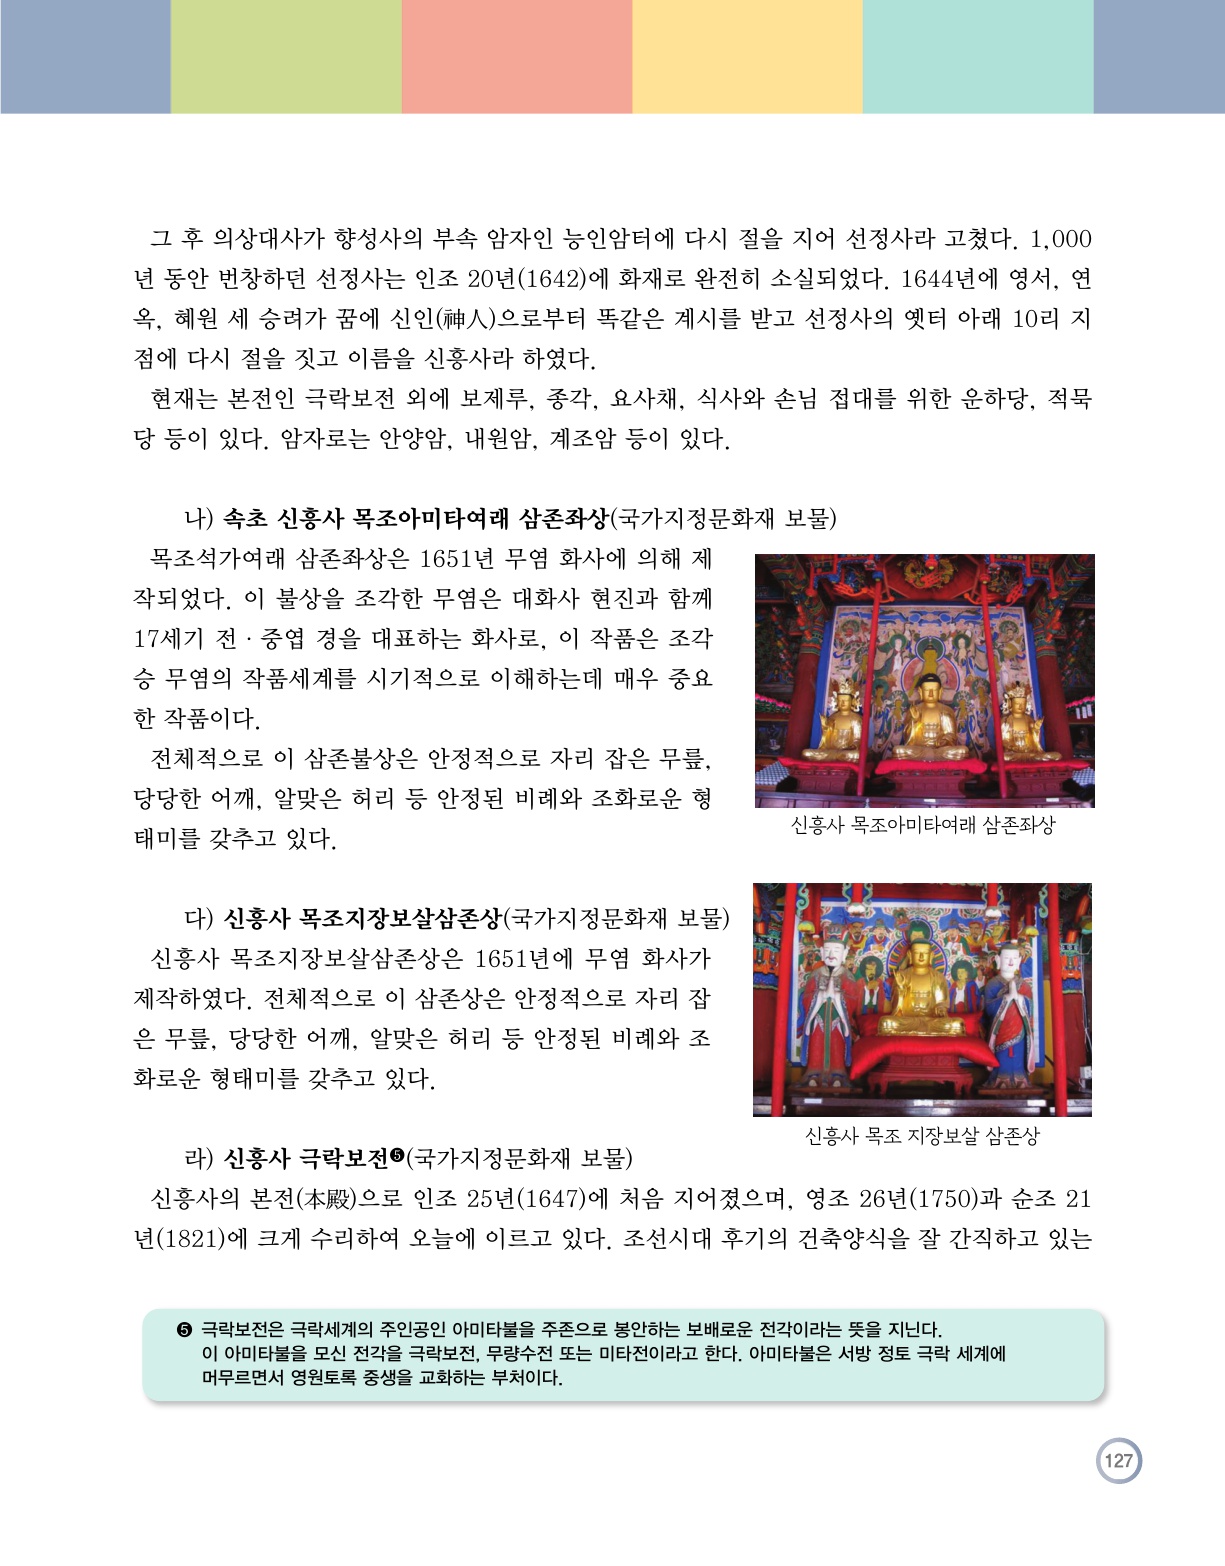 그 후 의상대사가 향성사의 부속 암자인 능인암터에 다시 절을 지어 선정사라 고쳤다. 1,000
년 동안 번창하던 선정사는 인조 20년(1642)에 화재로 완전히 소실되었다. 1644년에 영서, 연
옥, 혜원 세 승려가 꿈에 신인(神人)으로부터 똑같은 계시를 받고 선정사의 옛터 아래 10리 지
점에 다시 절을 짓고 이름을 신흥사라 하였다.
현재는 본전인 극락보전 외에 보제루, 종각, 요사채, 식사와 손님 접대를 위한 운하당, 적묵
당 등이 있다. 암자로는 안양암, 내원암, 계조암 등이 있다.
나) 속초 신흥사 목조아미타여래 삼존좌상(국가지정문화재 보물)
목조석가여래 삼존좌상은 1651년 무염 화사에 의해 제
작되었다. 이 불상을 조각한 무염은 대화사 현진과 함께
17세기 전·중엽 경을 대표하는 화사로, 이 작품은 조각
승 무염의 작품세계를 시기적으로 이해하는데 매우 중요
한 작품이다.
전체적으로 이 삼존불상은 안정적으로 자리 잡은 무릎,
당당한 어깨, 알맞은 허리 등 안정된 비례와 조화로운 형
태미를 갖추고 있다.
신흥사 목조아미타여래 삼존좌상
다) 신흥사 목조지장보살삼존상(국가지정문화재 보물)
신흥사 목조지장보살삼존상은 1651년에 무염 화사가
제작하였다. 전체적으로 이 삼존상은 안정적으로 자리 잡
은 무릎, 당당한 어깨, 알맞은 허리 등 안정된 비례와 조
화로운 형태미를 갖추고 있다.
신흥사 목조 지장보살 삼존상
라) 신흥사 극락보전❺(국가지정문화재 보물)
신흥사의 본전(本殿)으로 인조 25년(1647)에 처음 지어졌으며, 영조 26년(1750)과 순조 21
년(1821)에 크게 수리하여 오늘에 이르고 있다. 조선시대 후기의 건축양식을 잘 간직하고 있는
❺ 극락보전은 극락세계의 주인공인 아미타불을 주존으로 봉안하는 보배로운 전각이라는 뜻을 지닌다.
이 아미타불을 모신 전각을 극락보전, 무량수전 또는 미타전이라고 한다. 아미타불은 서방 정토 극락 세계에
머무르면서 영원토록 중생을 교화하는 부처이다.
127